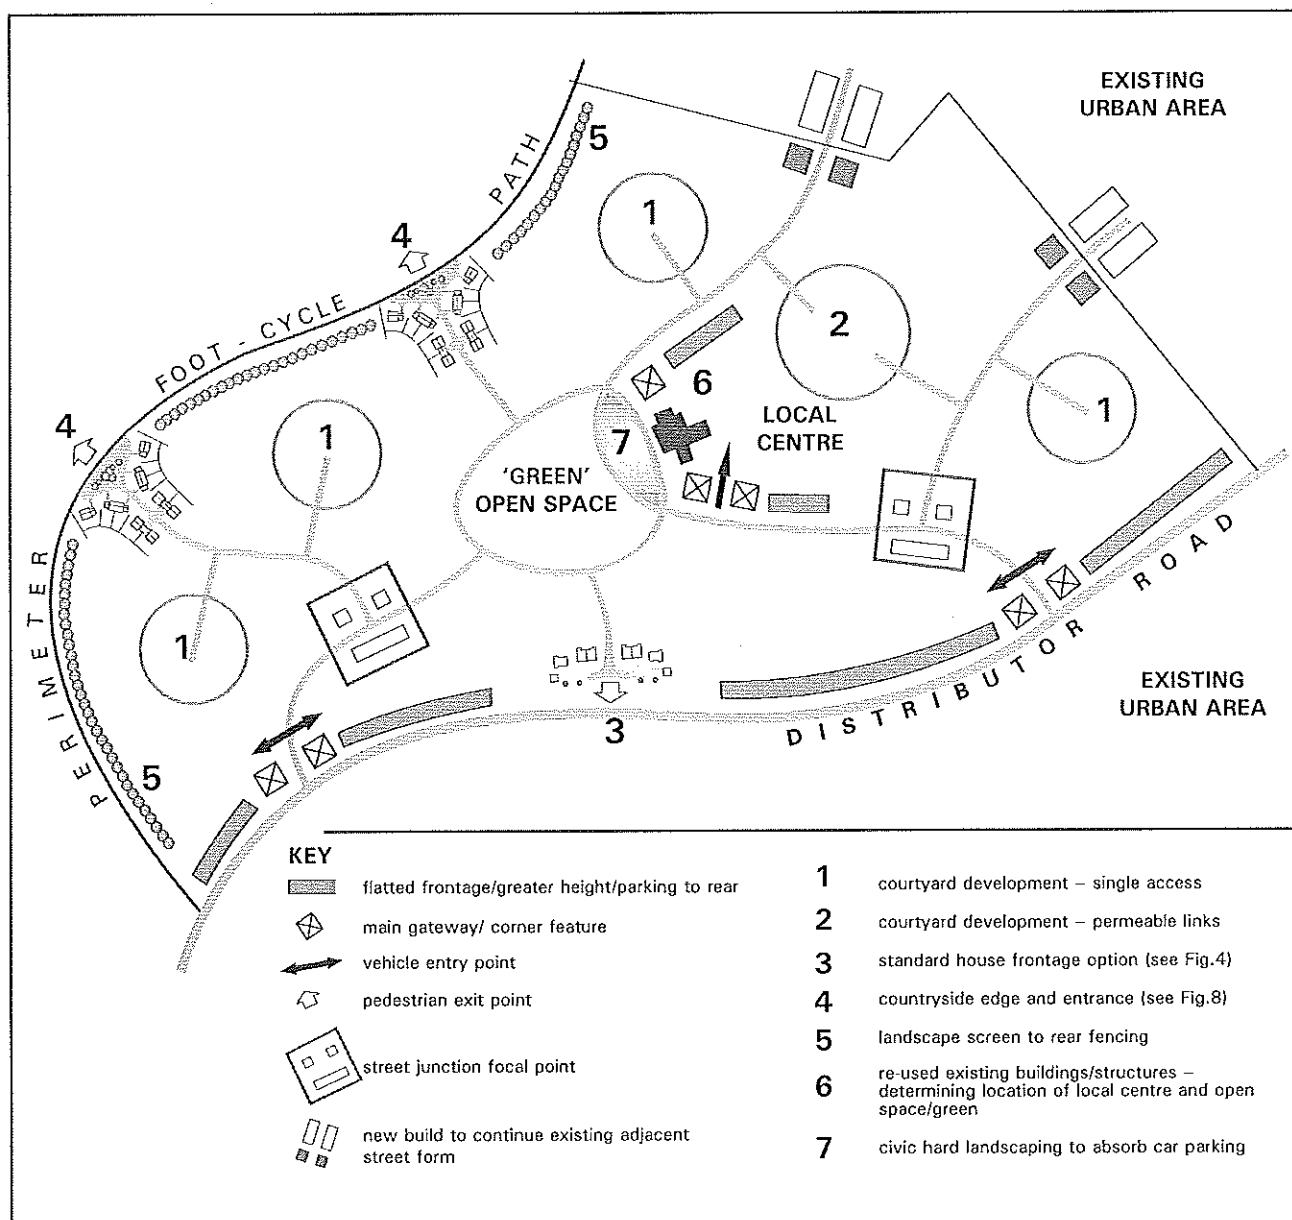 EXISTING
URBAN AREA
5
PATH
1
4
FOOT - CYCLE
2
6
1
LOCAL
CENTRE
7
4
1
'GREEN'
OPEN SPACE
PERIMETER
1
DISTRIBUTOR ROAD
EXISTING
URBAN AREA
3
5
KEY
flatted frontage/greater height/parking to rear
main gateway/ corner feature
vehicle entry point
pedestrian exit point
street junction focal point
new build to continue existing adjacent
street form
1 courtyard development – single access
2 courtyard development – permeable links
3 standard house frontage option (see Fig.4)
4 countryside edge and entrance (see Fig.8)
5 landscape screen to rear fencing
6 re-used existing buildings/structures –
determining location of local centre and open
space/green
7 civic hard landscaping to absorb car parking